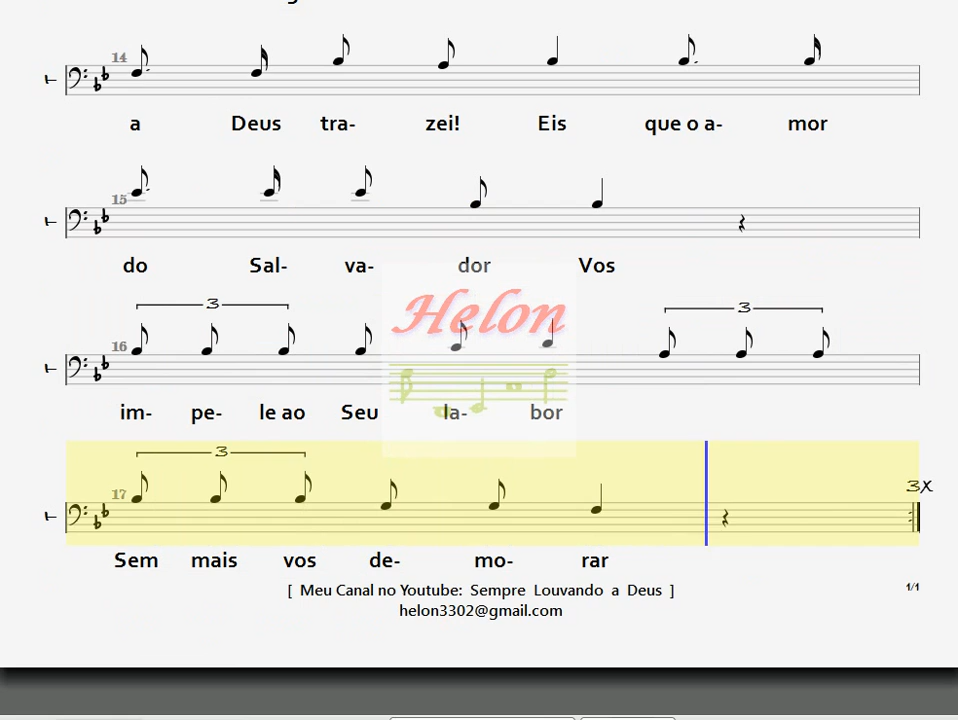 14
T
a Deus tra- zei! Eis que o a- mor
15
T
do Sal- va- dor Vos
Helon
3 3
16
T
im- pe- le ao Seu la- bor
3
17
T
3X
Sem mais vos de- mo- rar
[ Meu Canal no Youtube: Sempre Louvando a Deus ]
1/1
helon3302@gmail.com